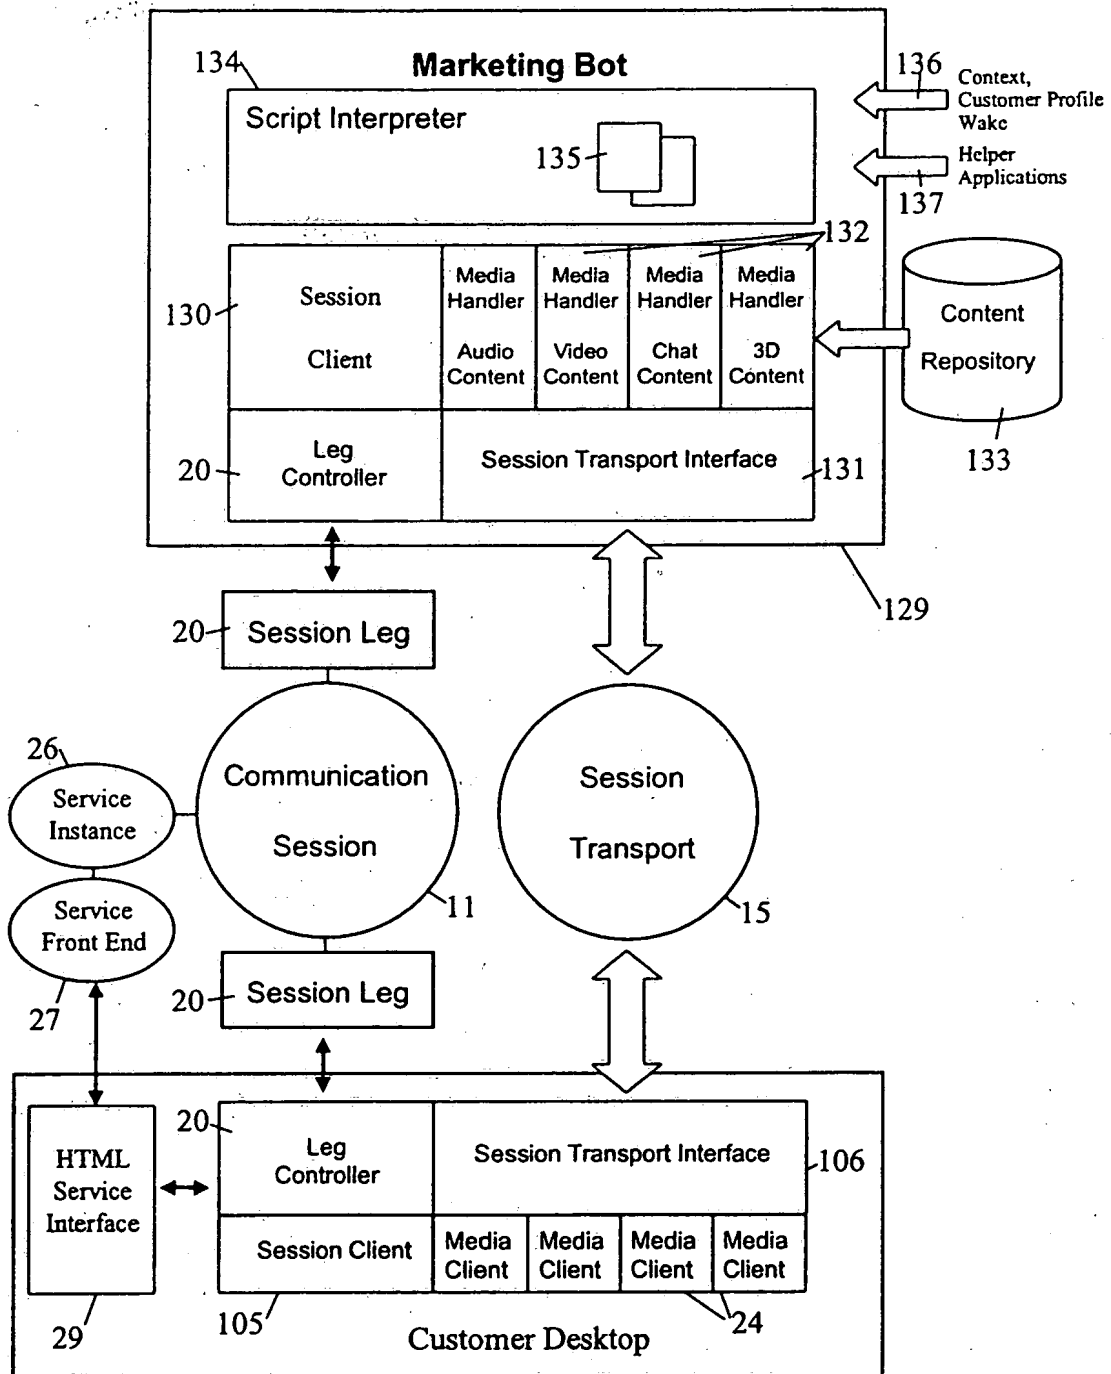 Marketing Bot
134
Script Interpreter
135
136
Context,
Customer Profile
Wake
Helper
Applications
137
132
130
Session
Client
Media
Handler
Audio
Content
Media
Handler
Video
Content
Media
Handler
Chat
Content
Media
Handler
3D
Content
Content
Repository
133
20
Leg
Controller
Session Transport Interface
131
129
20
Session Leg
26
Service
Instance
Communication
Session
11
Session
Transport
15
Service
Front End
27
20
Session Leg
HTML
Service
Interface
29
20
Leg
Controller
Session Transport Interface
106
Session Client
105
Media
Client
Media
Client
Media
Client
Media
Client
24
Customer Desktop